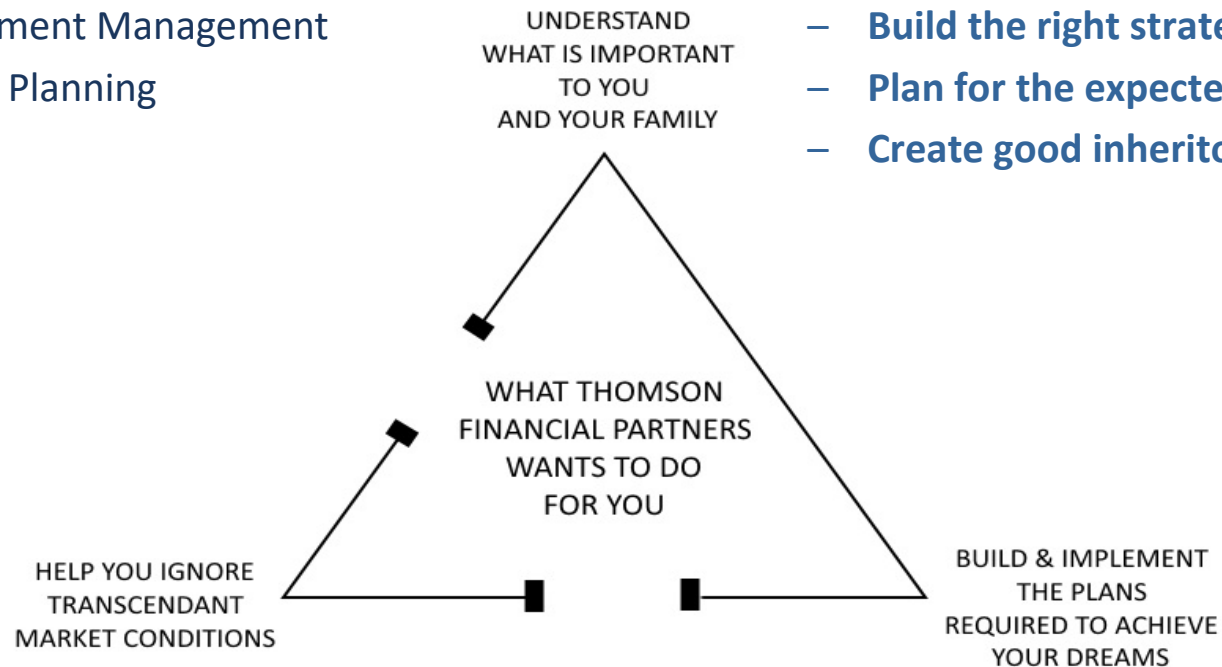 ment Management
Planning
UNDERSTAND
WHAT IS IMPORTANT
TO YOU
AND YOUR FAMILY
– Build the right strate
– Plan for the expecte
– Create good inherito
WHAT THOMSON
FINANCIAL PARTNERS
WANTS TO DO
FOR YOU
HELP YOU IGNORE
TRANSCENDANT
MARKET CONDITIONS
BUILD & IMPLEMENT
THE PLANS
REQUIRED TO ACHIEVE
YOUR DREAMS